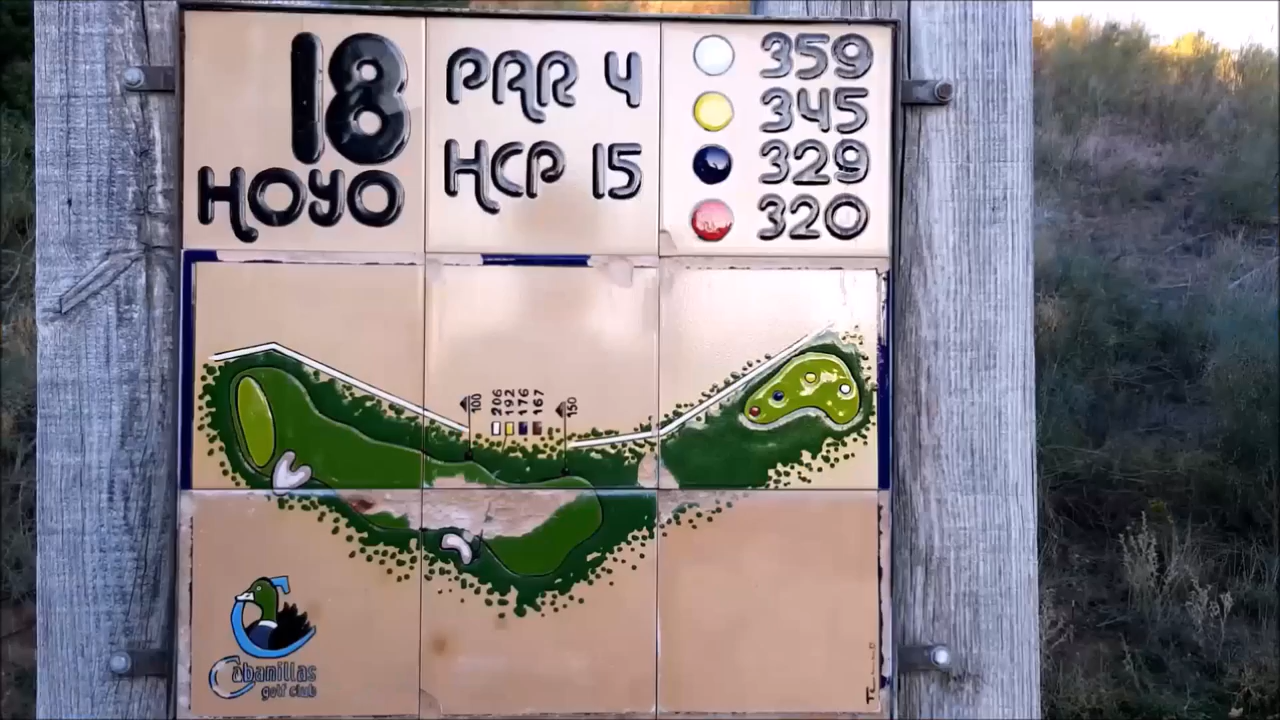 18
HOYO
PAR 4
HCP 15
359
345
329
320
100
206
192
176
167
150
Cabanillas
golf club